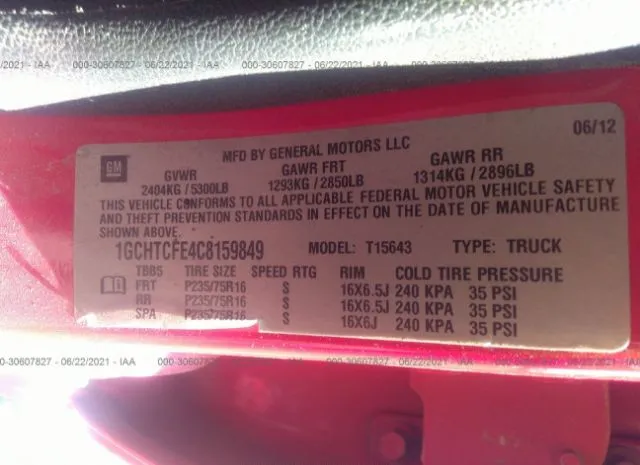 2021 - IAA 000-30607827 - 06/22/2021 - IAA 000-30607827 - 06/22/2021 - IAA 000-3060
06/12
GM
MFD BY GENERAL MOTORS LLC
GVWR GAWR FRT GAWR RR
2404KG / 5300LB 1293KG / 2850LB 1314KG / 2896LB
THIS VEHICLE CONFORMS TO ALL APPLICABLE FEDERAL MOTOR VEHICLE SAFETY
AND THEFT PREVENTION STANDARDS IN EFFECT ON THE DATE OF MANUFACTURE
SHOWN ABOVE.
1GCHTCFE4C8159849 MODEL: T15643 TYPE: TRUCK
TBB5 TIRE SIZE SPEED RTG RIM COLD TIRE PRESSURE
FRT P235/75R16 S 16X6.5J 240 KPA 35 PSI
RR P235/75R16 S 16X6.5J 240 KPA 35 PSI
SPA P235/75R16 S 16X6J 240 KPA 35 PSI
000-30607827 - 06/22/2021 - IAA 000-30607827 - 06/22/2021 - IAA 000-30607827 - 06/22/2021 - IAA